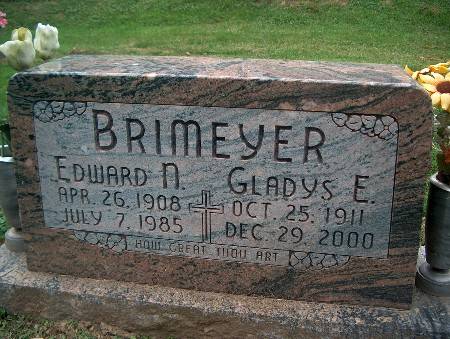 BRIMEYER
EDWARD N. GLADYS E.
APR. 26, 1908 OCT. 25, 1911
JULY 7, 1985 DEC. 29, 2000
HOW GREAT THOU ART